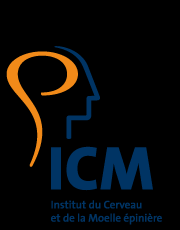 ICM
Institut du Cerveau
et de la Moelle épinière